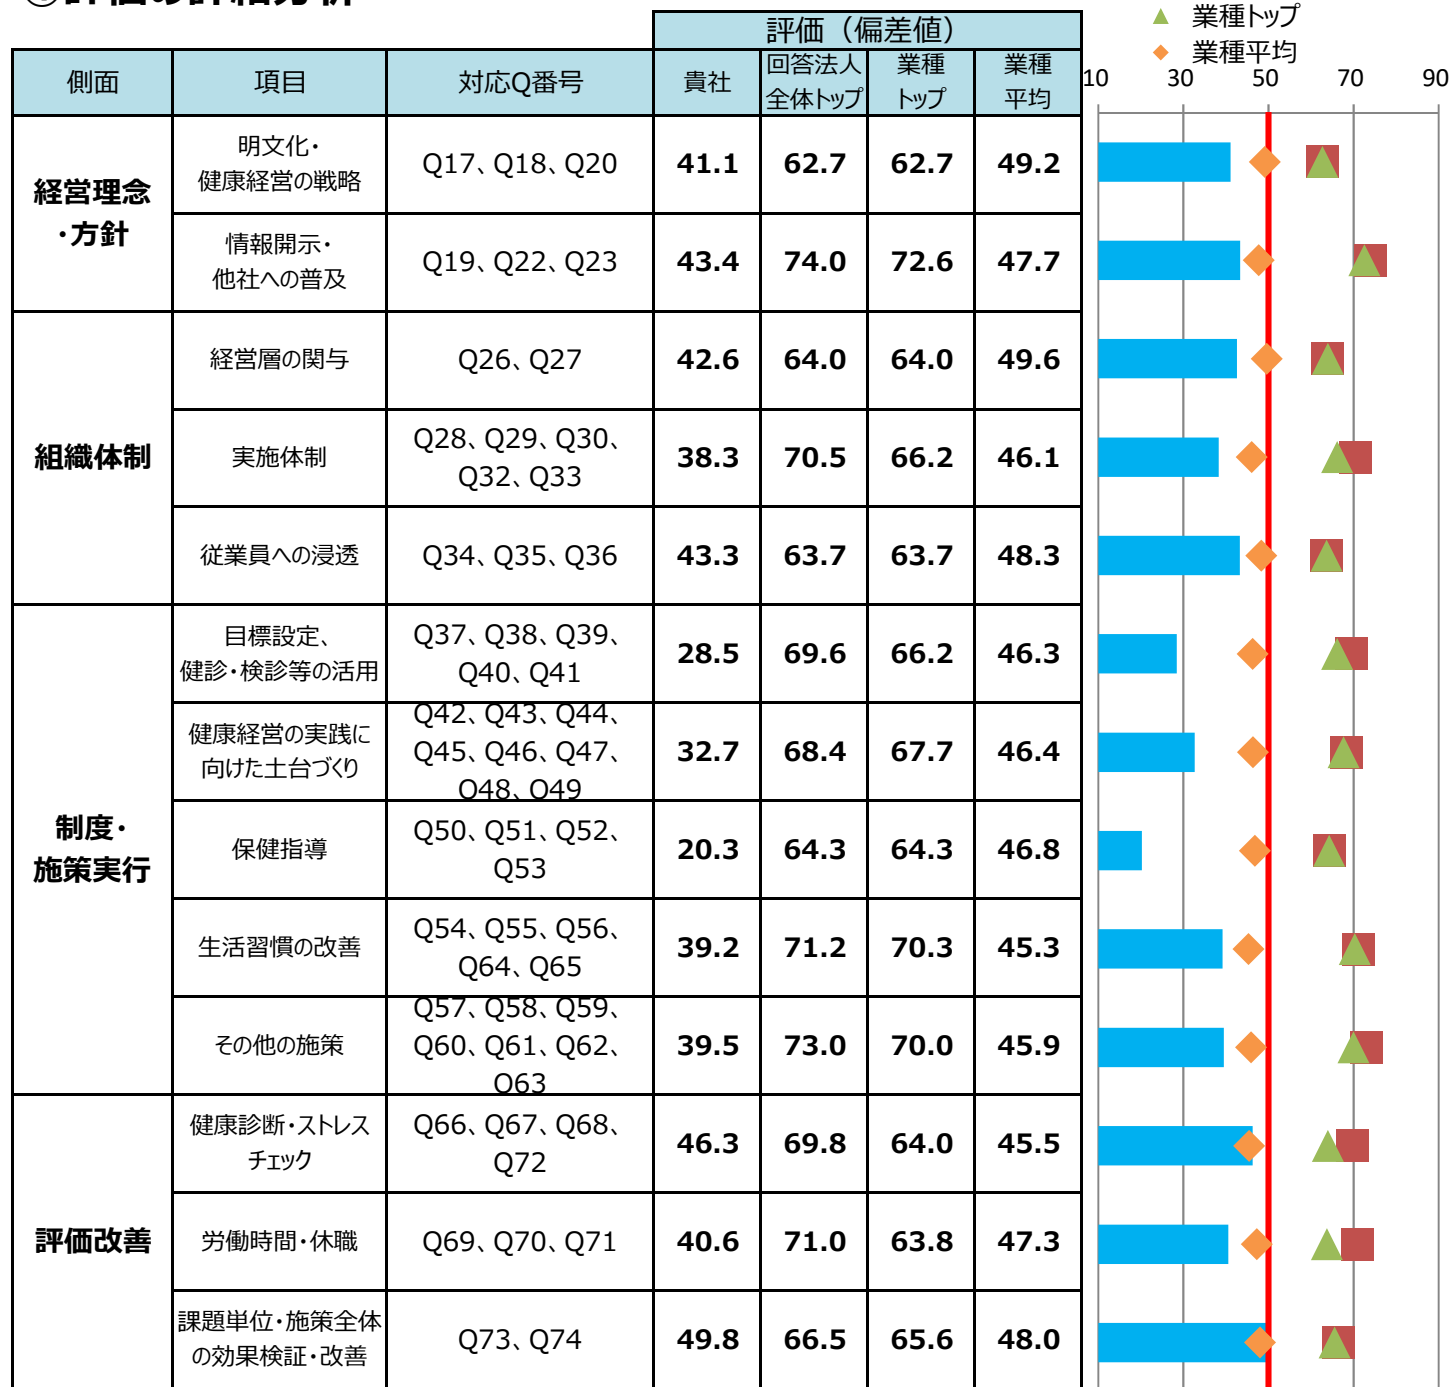 ①評価の詳細分析
業種トップ
業種平均
評価（偏差値）
側面 項目 対応Q番号 貴社 回答法人全体トップ 業種トップ 業種平均
10 30 50 70 90
経営理念・方針
明文化・健康経営の戦略 Q17、Q18、Q20 41.1 62.7 62.7 49.2
情報開示・他社への普及 Q19、Q22、Q23 43.4 74.0 72.6 47.7
組織体制
経営層の関与 Q26、Q27 42.6 64.0 64.0 49.6
実施体制 Q28、Q29、Q30、Q32、Q33 38.3 70.5 66.2 46.1
従業員への浸透 Q34、Q35、Q36 43.3 63.7 63.7 48.3
制度・施策実行
目標設定、健診・検診等の活用 Q37、Q38、Q39、Q40、Q41 28.5 69.6 66.2 46.3
健康経営の実践に向けた土台づくり Q42、Q43、Q44、Q45、Q46、Q47、Q48、Q49 32.7 68.4 67.7 46.4
保健指導 Q50、Q51、Q52、Q53 20.3 64.3 64.3 46.8
生活習慣の改善 Q54、Q55、Q56、Q64、Q65 39.2 71.2 70.3 45.3
その他の施策 Q57、Q58、Q59、Q60、Q61、Q62、Q63 39.5 73.0 70.0 45.9
評価改善
健康診断・ストレスチェック Q66、Q67、Q68、Q72 46.3 69.8 64.0 45.5
労働時間・休職 Q69、Q70、Q71 40.6 71.0 63.8 47.3
課題単位・施策全体の効果検証・改善 Q73、Q74 49.8 66.5 65.6 48.0